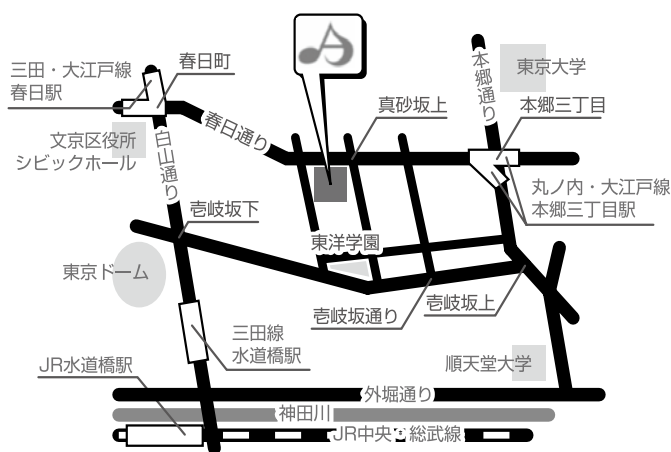 三田・大江戸線
春日駅
春日町
春日通り
文京区役所
シビックホール
白山通り
真砂坂上
本郷通り
東京大学
本郷三丁目
丸ノ内・大江戸線
本郷三丁目駅
壱岐坂下
東洋学園
東京ドーム
壱岐坂通り
壱岐坂上
三田線
水道橋駅
JR水道橋駅
順天堂大学
外堀通り
神田川
JR中央・総武線